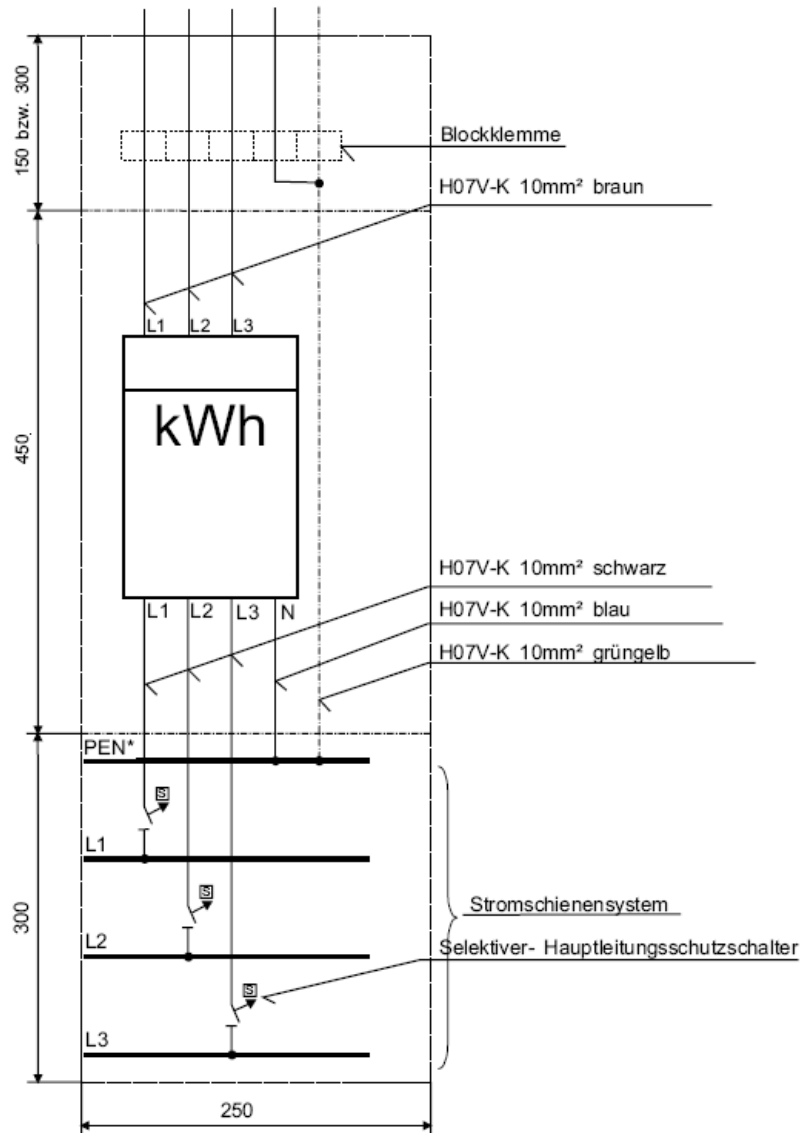 150 bzw. 300
Blockklemme
H07V-K 10mm² braun
L1 L2 L3
kWh
450.
H07V-K 10mm² schwarz
L1 L2 L3 N
H07V-K 10mm² blau
H07V-K 10mm² grüngelb
PEN*
S
L1
S
Stromschienensystem
300
L2
Selektiver- Hauptleitungsschutzschalter
S
L3
250